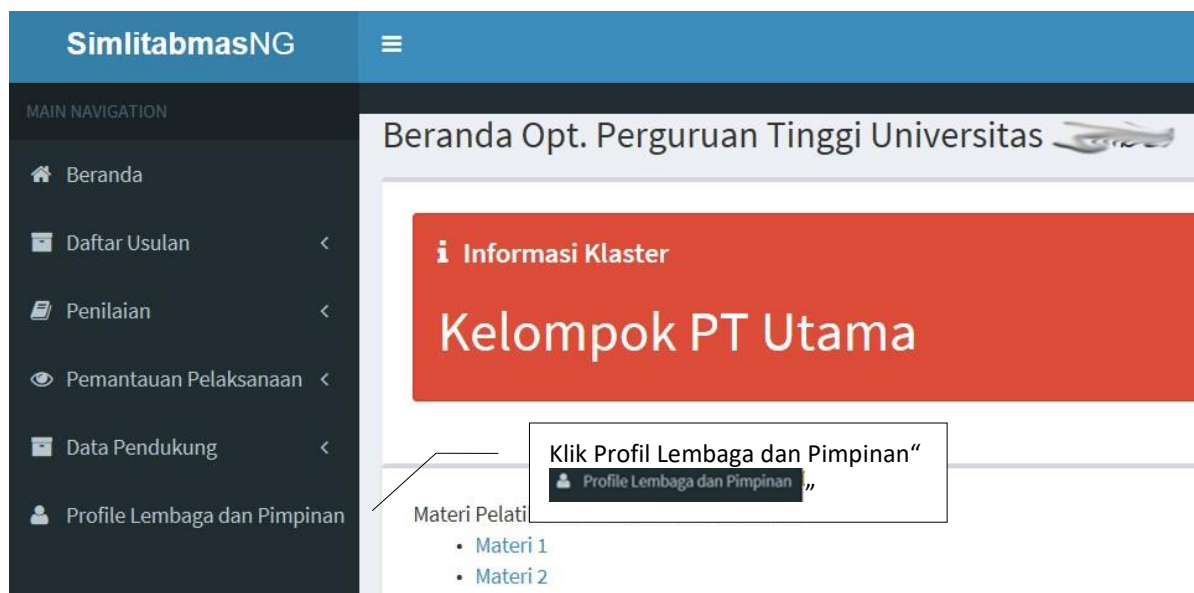 SimlitabmasNG
MAIN NAVIGATION
Beranda Opt. Perguruan Tinggi Universitas
Beranda
Daftar Usulan
Penilaian
Pemantauan Pelaksanaan
Data Pendukung
Profile Lembaga dan Pimpinan
i Informasi Klaster
Kelompok PT Utama
Klik Profil Lembaga dan Pimpinan“
Profile Lembaga dan Pimpinan „
Materi Pelati
• Materi 1
• Materi 2